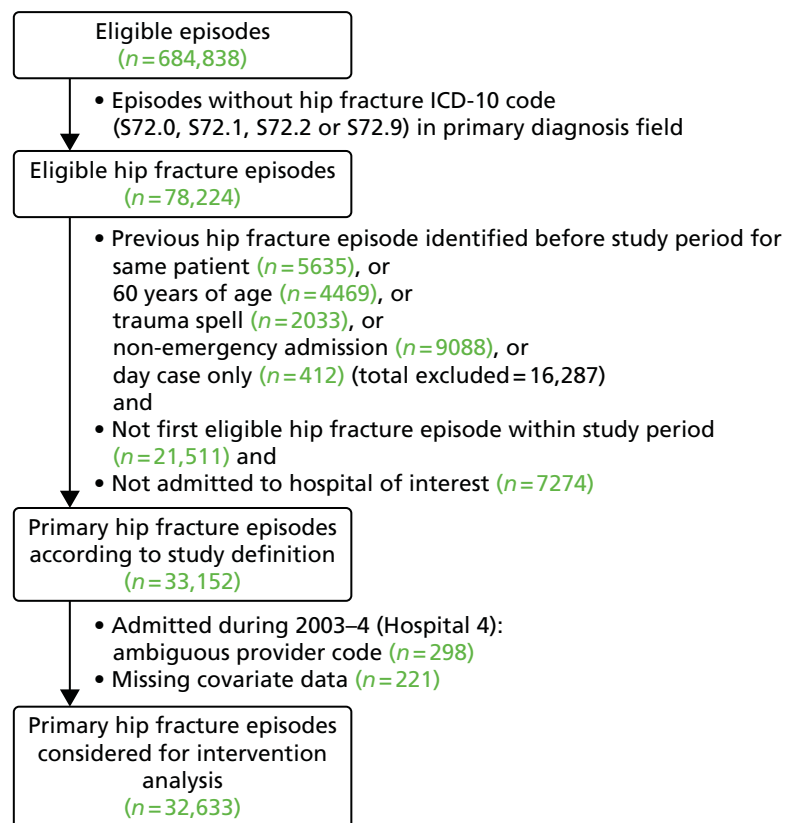 Eligible episodes
(n=684,838)
• Episodes without hip fracture ICD-10 code
(S72.0, S72.1, S72.2 or S72.9) in primary diagnosis field
Eligible hip fracture episodes
(n=78,224)
• Previous hip fracture episode identified before study period for
same patient (n=5635), or
60 years of age (n=4469), or
trauma spell (n=2033), or
non-emergency admission (n=9088), or
day case only (n=412) (total excluded=16,287)
and
• Not first eligible hip fracture episode within study period
(n=21,511) and
• Not admitted to hospital of interest (n=7274)
Primary hip fracture episodes
according to study definition
(n=33,152)
• Admitted during 2003–4 (Hospital 4):
ambiguous provider code (n=298)
• Missing covariate data (n=221)
Primary hip fracture episodes
considered for intervention
analysis
(n=32,633)